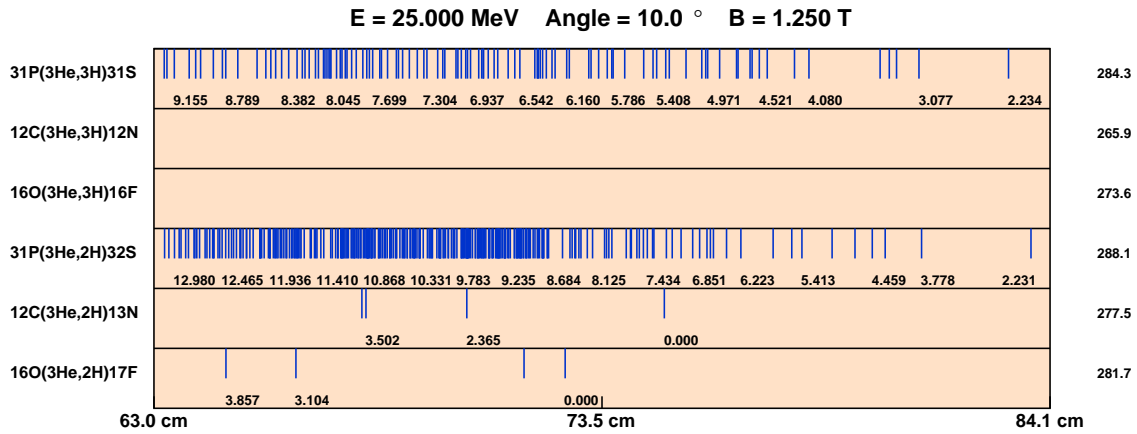 E = 25.000 MeV Angle = 10.0 ° B = 1.250 T
31P(3He,3H)31S 284.3
9.155 8.789 8.382 8.045 7.699 7.304 6.937 6.542 6.160 5.786 5.408 4.971 4.521 4.080 3.077 2.234
12C(3He,3H)12N 265.9
16O(3He,3H)16F 273.6
31P(3He,2H)32S 288.1
12.980 12.465 11.936 11.410 10.868 10.331 9.783 9.235 8.684 8.125 7.434 6.851 6.223 5.413 4.459 3.778 2.231
12C(3He,2H)13N 277.5
3.502 2.365 0.000
16O(3He,2H)17F 281.7
3.857 3.104 0.000
63.0 cm 73.5 cm 84.1 cm